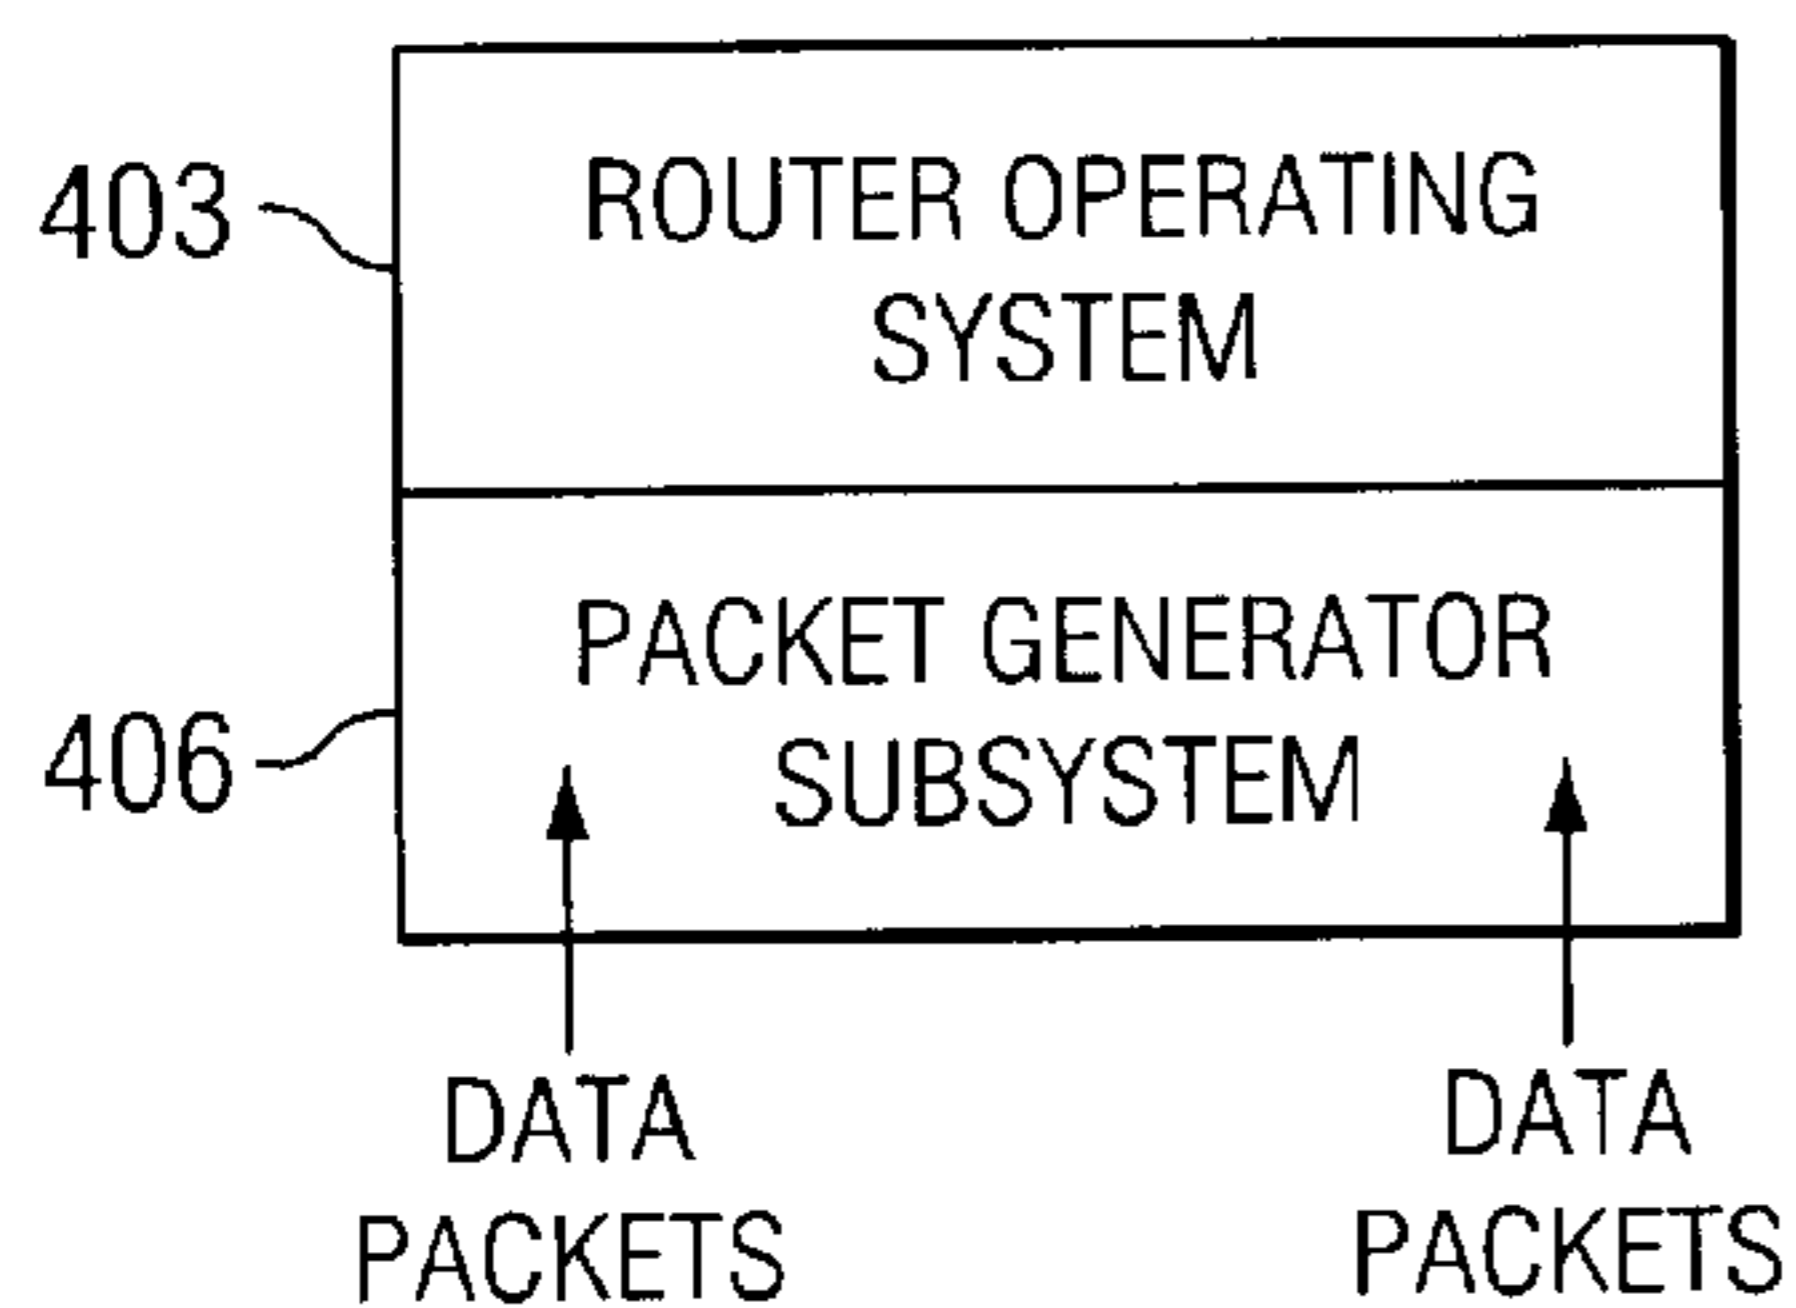 403
ROUTER OPERATING
SYSTEM
406
PACKET GENERATOR
SUBSYSTEM
DATA
PACKETS
DATA
PACKETS